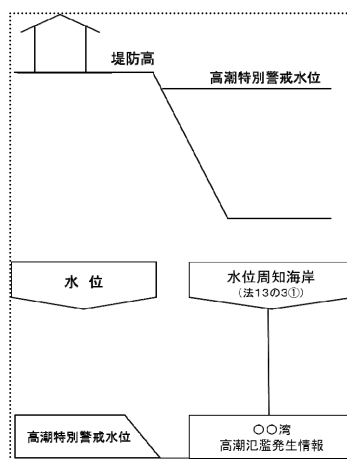 堤防高
高潮特別警戒水位
水 位
水位周知海岸
(法13の3①)
高潮特別警戒水位
○○湾
高潮氾濫発生情報